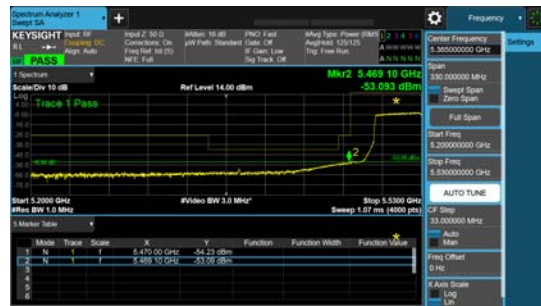 Spectrum Analyzer 1
Swept SA
Frequency
KEYSIGHT
Input: RF
Coupling: DC
Align: Auto
Input Z: 50 Ω
Corrections: On
Freq Ref: Int (S)
NFE: Full
#Atten: 16 dB
µW Path: Standard
PNO: Fast
Gate: Off
IF Gain: Low
Sig Track: Off
#Avg Type: Power (RMS)
Avg|Hold: 125/125
Trig: Free Run
PASS
1 Spectrum
Mkr2 5.469 10 GHz
Scale/Div 10 dB
Ref Level 14.00 dBm
-53.093 dBm
Log
Trace 1 Pass
2
Start 5.2000 GHz
#Video BW 3.0 MHz*
Stop 5.5300 GHz
#Res BW 1.0 MHz
Sweep 1.07 ms (4000 pts)
5 Marker Table
Mode Trace Scale X Y Function Function Width Function Value
1 N 1 f 5.470 00 GHz -54.23 dBm
2 N 1 f 5.469 10 GHz -53.09 dBm
3
4
5
6
Center Frequency
5.365000000 GHz
Settings
Span
330.000000 MHz
Swept Span
Zero Span
Full Span
Start Freq
5.200000000 GHz
Stop Freq
5.530000000 GHz
AUTO TUNE
CF Step
33.000000 MHz
Auto
Man
Freq Offset
0 Hz
X Axis Scale
Log
Lin